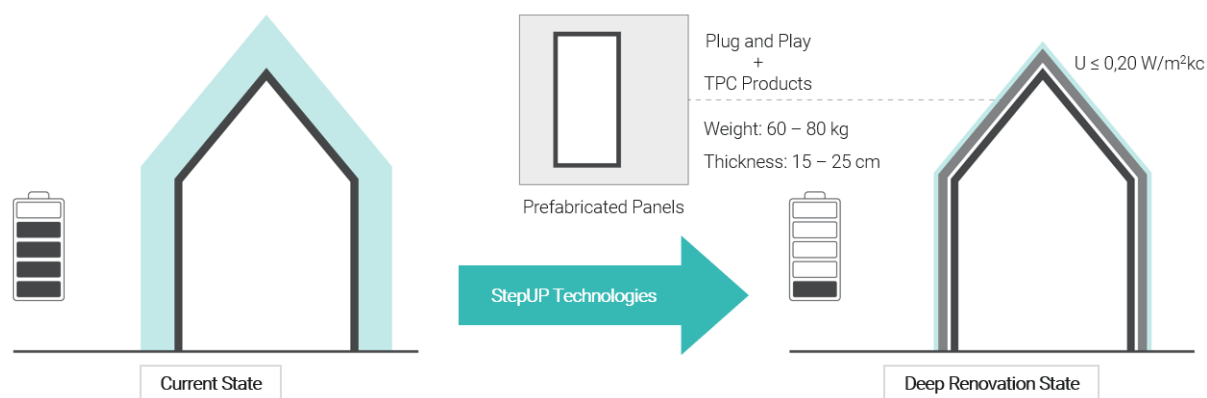 Plug and Play
+
TPC Products
U ≤ 0,20 W/m²kc
Weight: 60 – 80 kg
Thickness: 15 – 25 cm
Prefabricated Panels
StepUP Technologies
Current State
Deep Renovation State